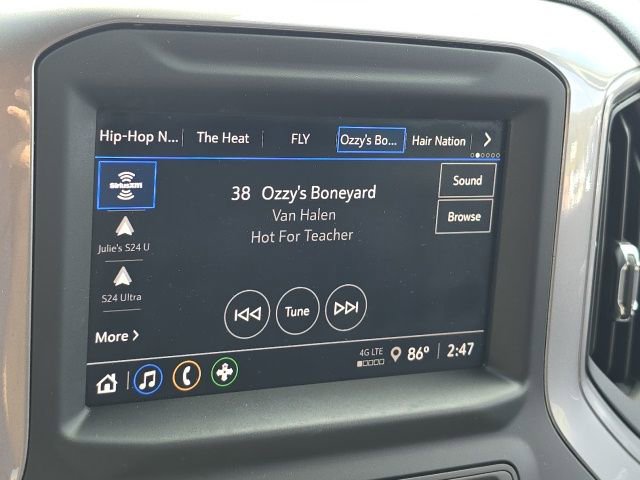 Hip-Hop N... The Heat FLY Ozzy's Bo... Hair Nation
SiriusXM
38 Ozzy's Boneyard
Sound
Van Halen
Browse
Hot For Teacher
Julie's S24 U
S24 Ultra
Tune
More
4G LTE
86° 2:47